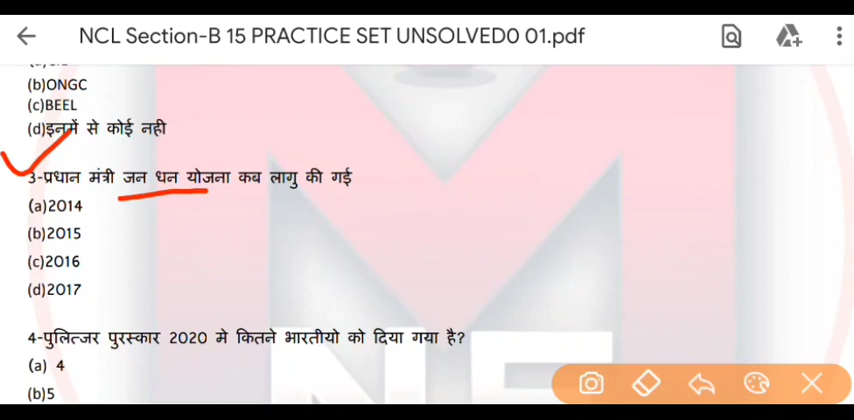 NCL Section-B 15 PRACTICE SET UNSOLVED0 01.pdf
(b)ONGC
(c)BEEL
(d)इनमें से कोई नही
3-प्रधान मंत्री जन धन योजना कब लागु की गई
(a)2014
(b)2015
(c)2016
(d)2017
4-पुलित्जर पुरस्कार 2020 मे कितने भारतीयो को दिया गया है?
(a) 4
(b)5